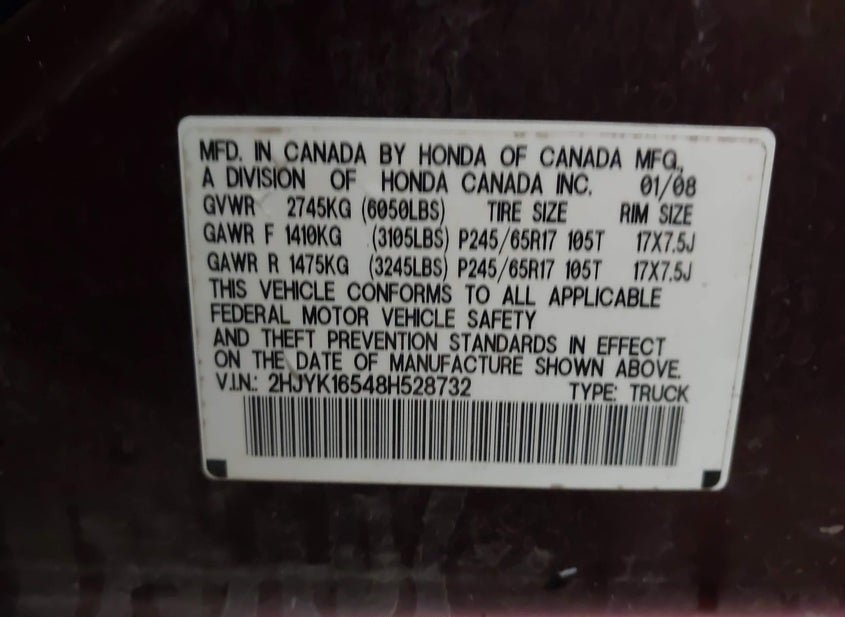 MFD. IN CANADA BY HONDA OF CANADA MFG.,
A DIVISION OF HONDA CANADA INC. 01/08
GVWR 2745KG (6050LBS) TIRE SIZE RIM SIZE
GAWR F 1410KG (3105LBS) P245/65R17 105T 17X7.5J
GAWR R 1475KG (3245LBS) P245/65R17 105T 17X7.5J
THIS VEHICLE CONFORMS TO ALL APPLICABLE
FEDERAL MOTOR VEHICLE SAFETY
AND THEFT PREVENTION STANDARDS IN EFFECT
ON THE DATE OF MANUFACTURE SHOWN ABOVE.
V.I.N.: 2HJYK16548H528732 TYPE: TRUCK